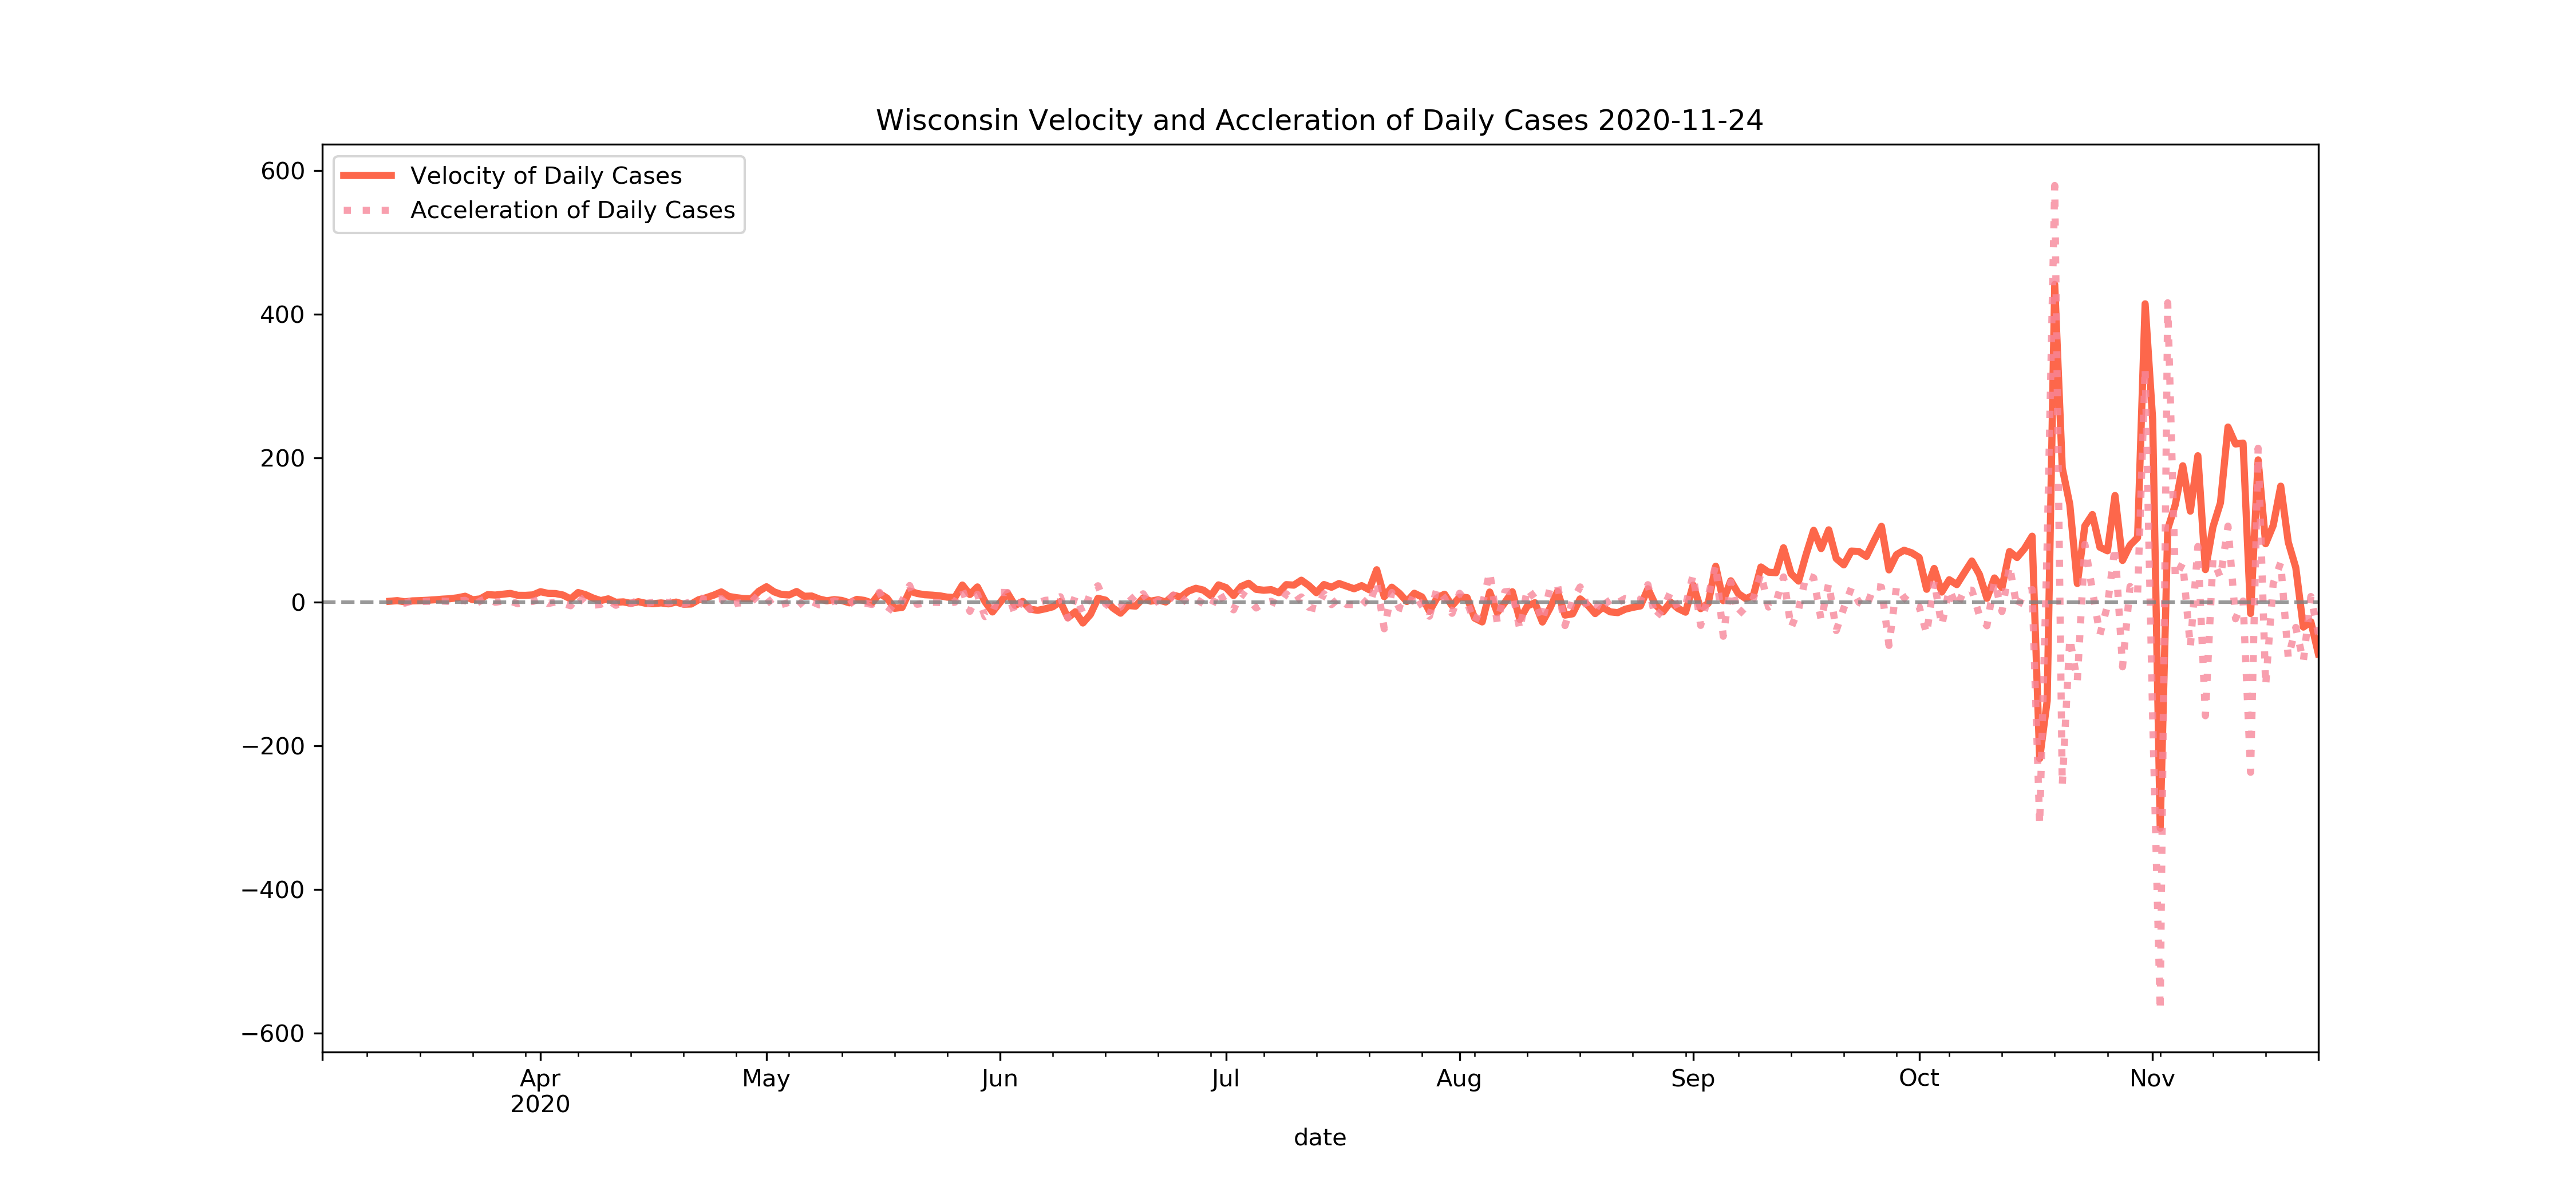 Wisconsin Velocity and Accleration of Daily Cases 2020-11-24
600
400
200
0
−200
−400
−600
Velocity of Daily Cases
Acceleration of Daily Cases
Apr May Jun Jul Aug Sep Oct Nov
2020
date